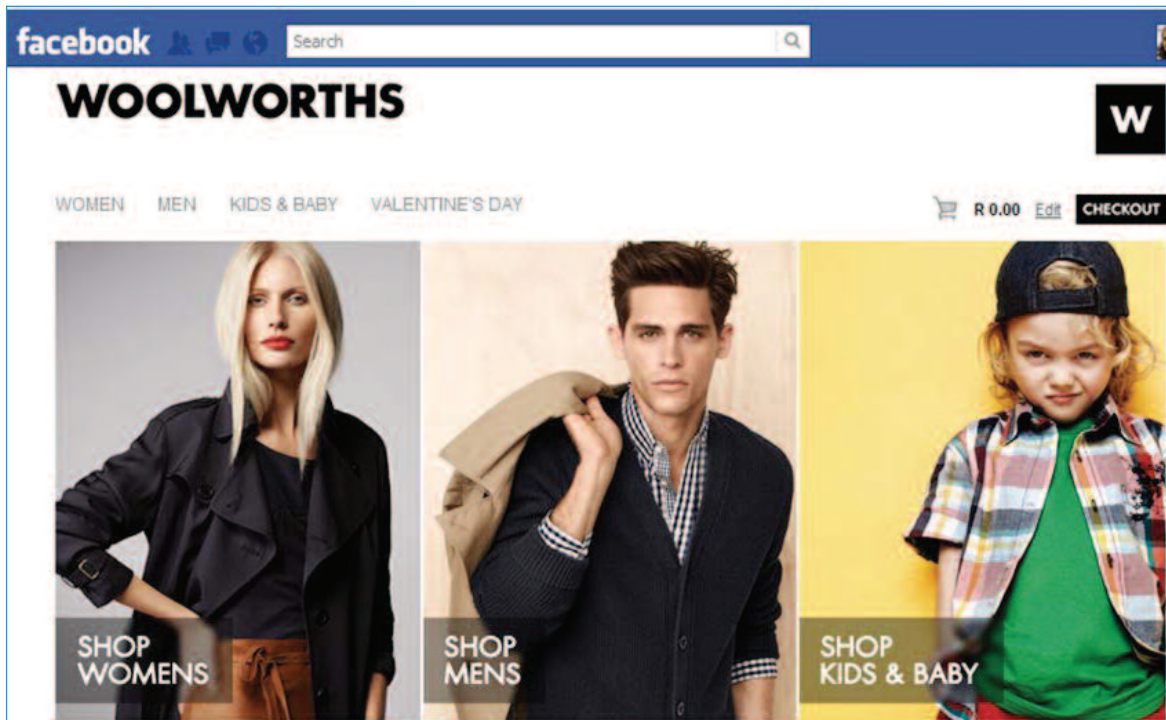 facebook Search
WOOLWORTHS
W
WOMEN MEN KIDS & BABY VALENTINE'S DAY R 0.00 Edit CHECKOUT
SHOP
WOMENS
SHOP
MENS
SHOP
KIDS & BABY